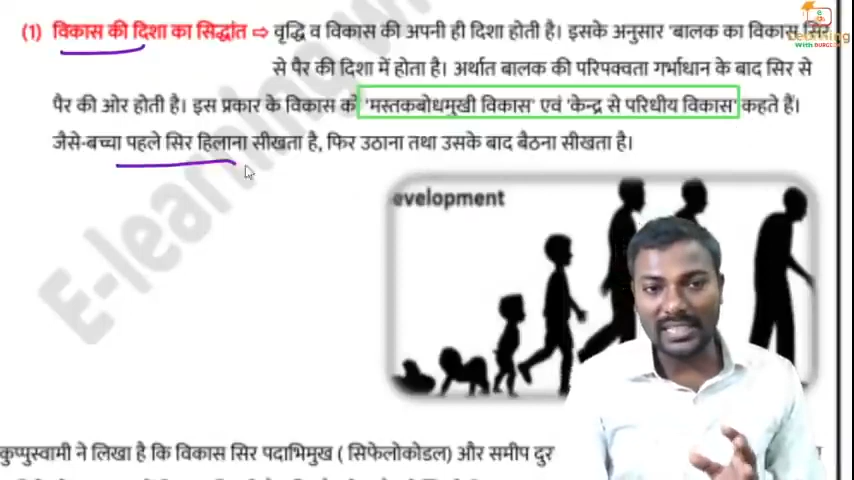 (1) विकास की दिशा का सिद्धांत ⇨ वृद्धि व विकास की अपनी ही दिशा होती है। इसके अनुसार 'बालक का विकास सिर
से पैर की दिशा में होता है। अर्थात बालक की परिपक्वता गर्भाधान के बाद सिर से
पैर की ओर होती है। इस प्रकार के विकास को 'मस्तकबोधमुखी विकास' एवं 'केन्द्र से परिधीय विकास' कहते हैं।
जैसे-बच्चा पहले सिर हिलाना सीखता है, फिर उठाना तथा उसके बाद बैठना सीखता है।
evelopment
E-learning
कुप्पुस्वामी ने लिखा है कि विकास सिर पदाभिमुख ( सिफेलोकोडल) और समीप दुर